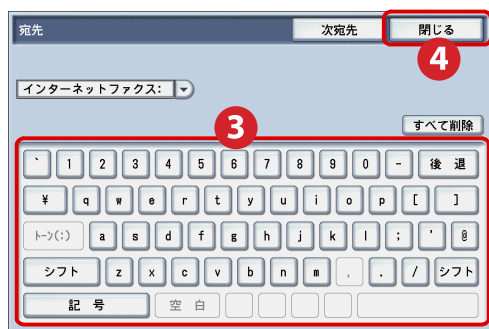 宛先 次宛先 閉じる
4
インターネットファクス:
3
すべて削除
` 1 2 3 4 5 6 7 8 9 0 - 後 退
¥ q w e r t y u i o p [ ]
トーン(:) a s d f g h j k l ; ' @
シフト z x c v b n m , . / シフト
記 号 空 白